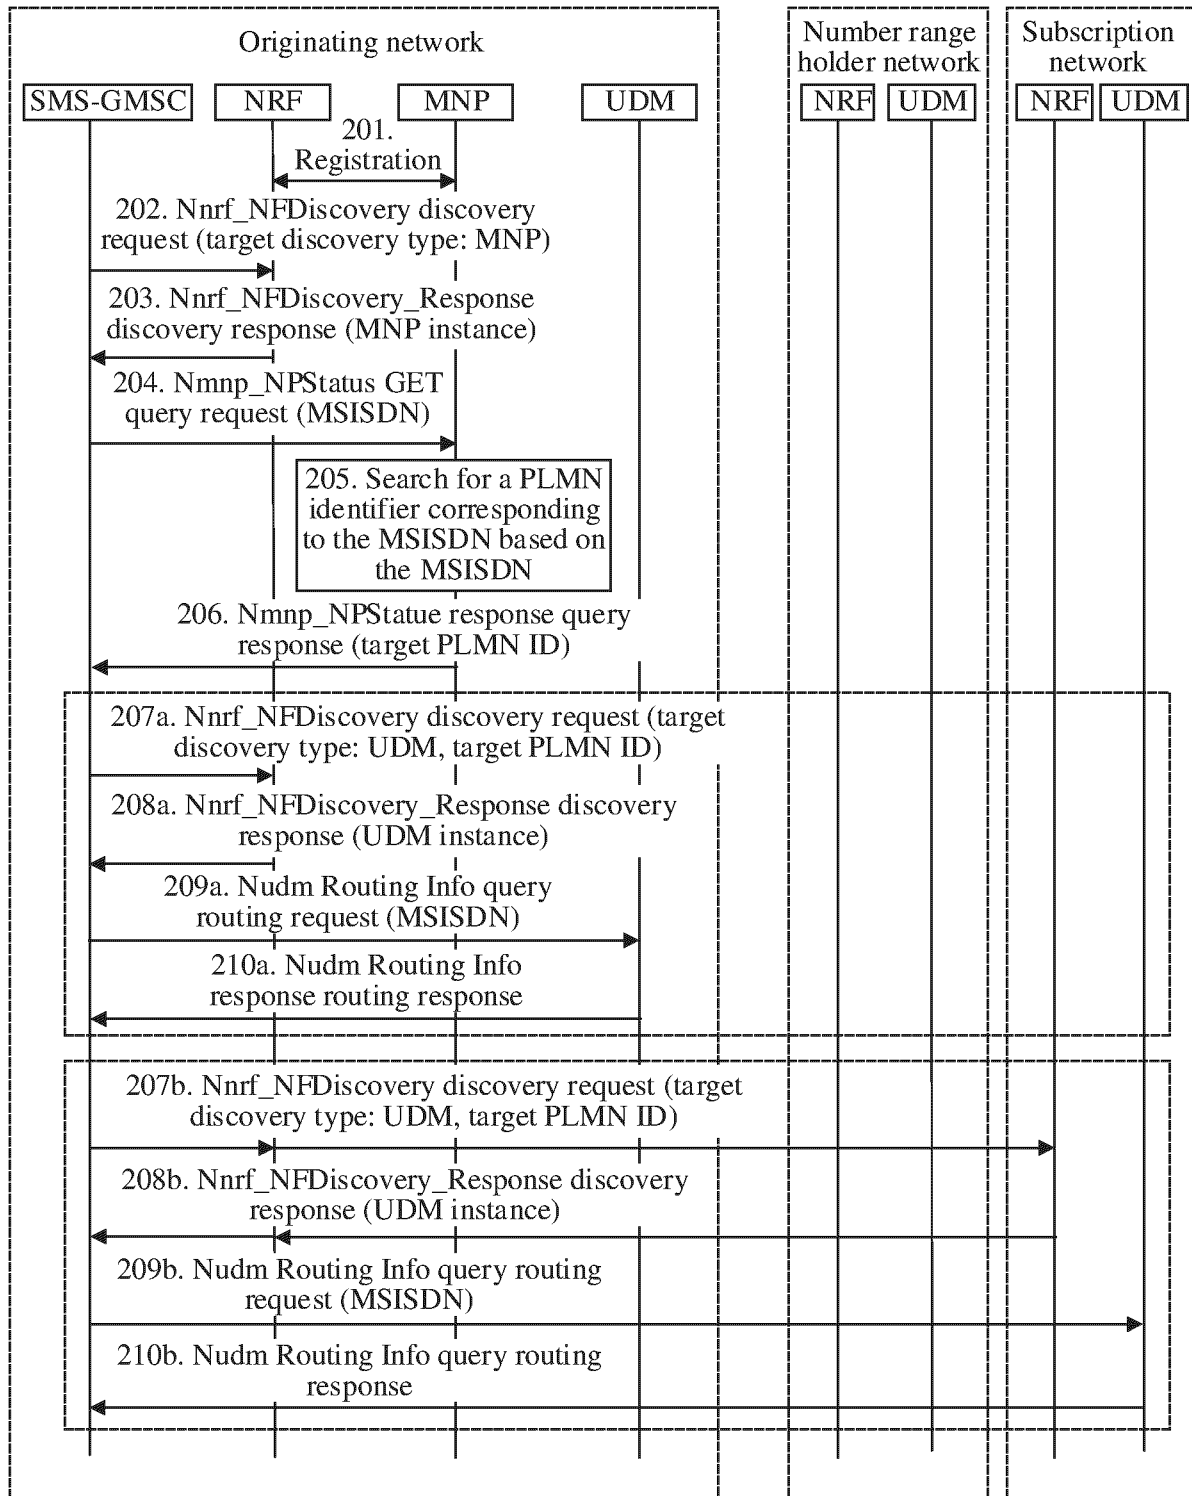 Originating network
Number range
holder network
Subscription
network
SMS-GMSC
NRF
MNP
UDM
NRF
UDM
NRF
UDM
201.
Registration
202. Nnrf_NFDiscovery discovery
request (target discovery type: MNP)
203. Nnrf_NFDiscovery_Response
discovery response (MNP instance)
204. Nmnp_NPStatus GET
query request (MSISDN)
205. Search for a PLMN
identifier corresponding
to the MSISDN based on
the MSISDN
206. Nmnp_NPStatue response query
response (target PLMN ID)
207a. Nnrf_NFDiscovery discovery request (target
discovery type: UDM, target PLMN ID)
208a. Nnrf_NFDiscovery_Response discovery
response (UDM instance)
209a. Nudm Routing Info query
routing request (MSISDN)
210a. Nudm Routing Info
response routing response
207b. Nnrf_NFDiscovery discovery request (target
discovery type: UDM, target PLMN ID)
208b. Nnrf_NFDiscovery_Response discovery
response (UDM instance)
209b. Nudm Routing Info query routing
request (MSISDN)
210b. Nudm Routing Info query routing
response